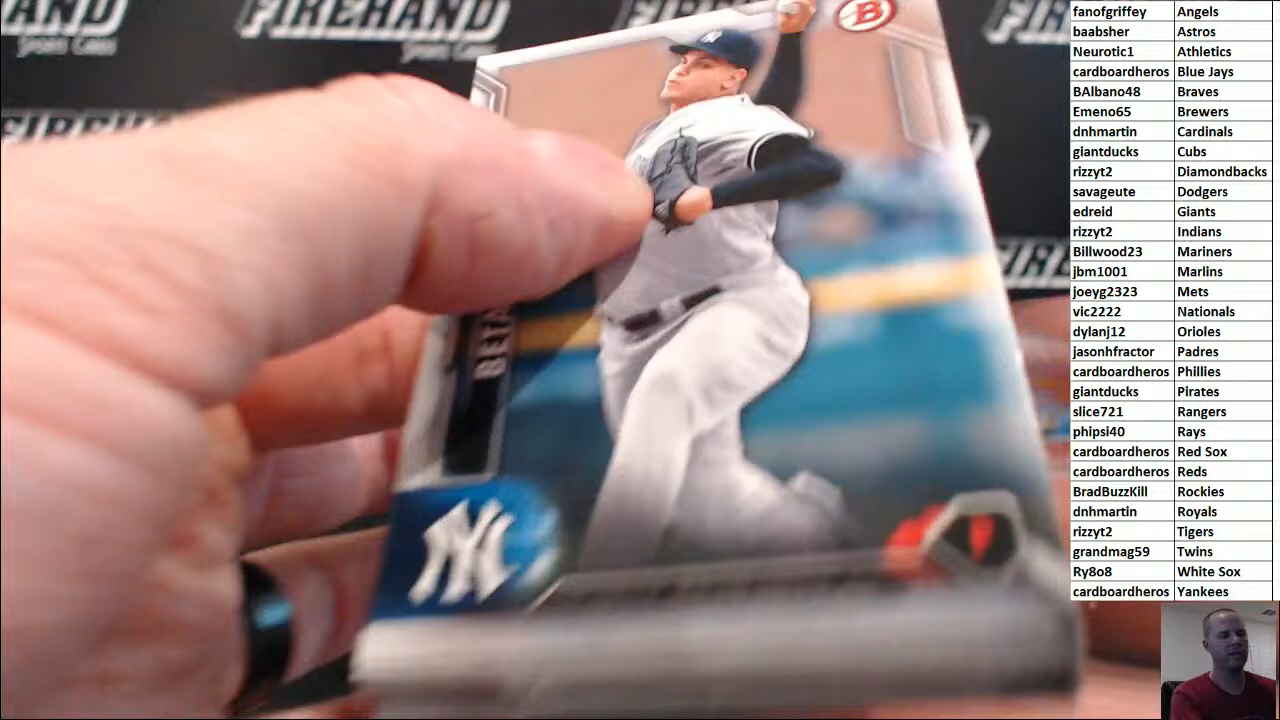 FIREHAND
SPORTS CARDS
B
NY
BETA
NY
fanofgriffey Angels
baabsher Astros
Neurotic1 Athletics
cardboardheros Blue Jays
BAlbano48 Braves
Emeno65 Brewers
dnhmartin Cardinals
giantducks Cubs
rizzyt2 Diamondbacks
savageute Dodgers
edreid Giants
rizzyt2 Indians
Billwood23 Mariners
jbm1001 Marlins
joeyg2323 Mets
vic2222 Nationals
dylanj12 Orioles
jasonhfractor Padres
cardboardheros Phillies
giantducks Pirates
slice721 Rangers
phipsi40 Rays
cardboardheros Red Sox
cardboardheros Reds
BradBuzzKill Rockies
dnhmartin Royals
rizzyt2 Tigers
grandmag59 Twins
Ry8o8 White Sox
cardboardheros Yankees